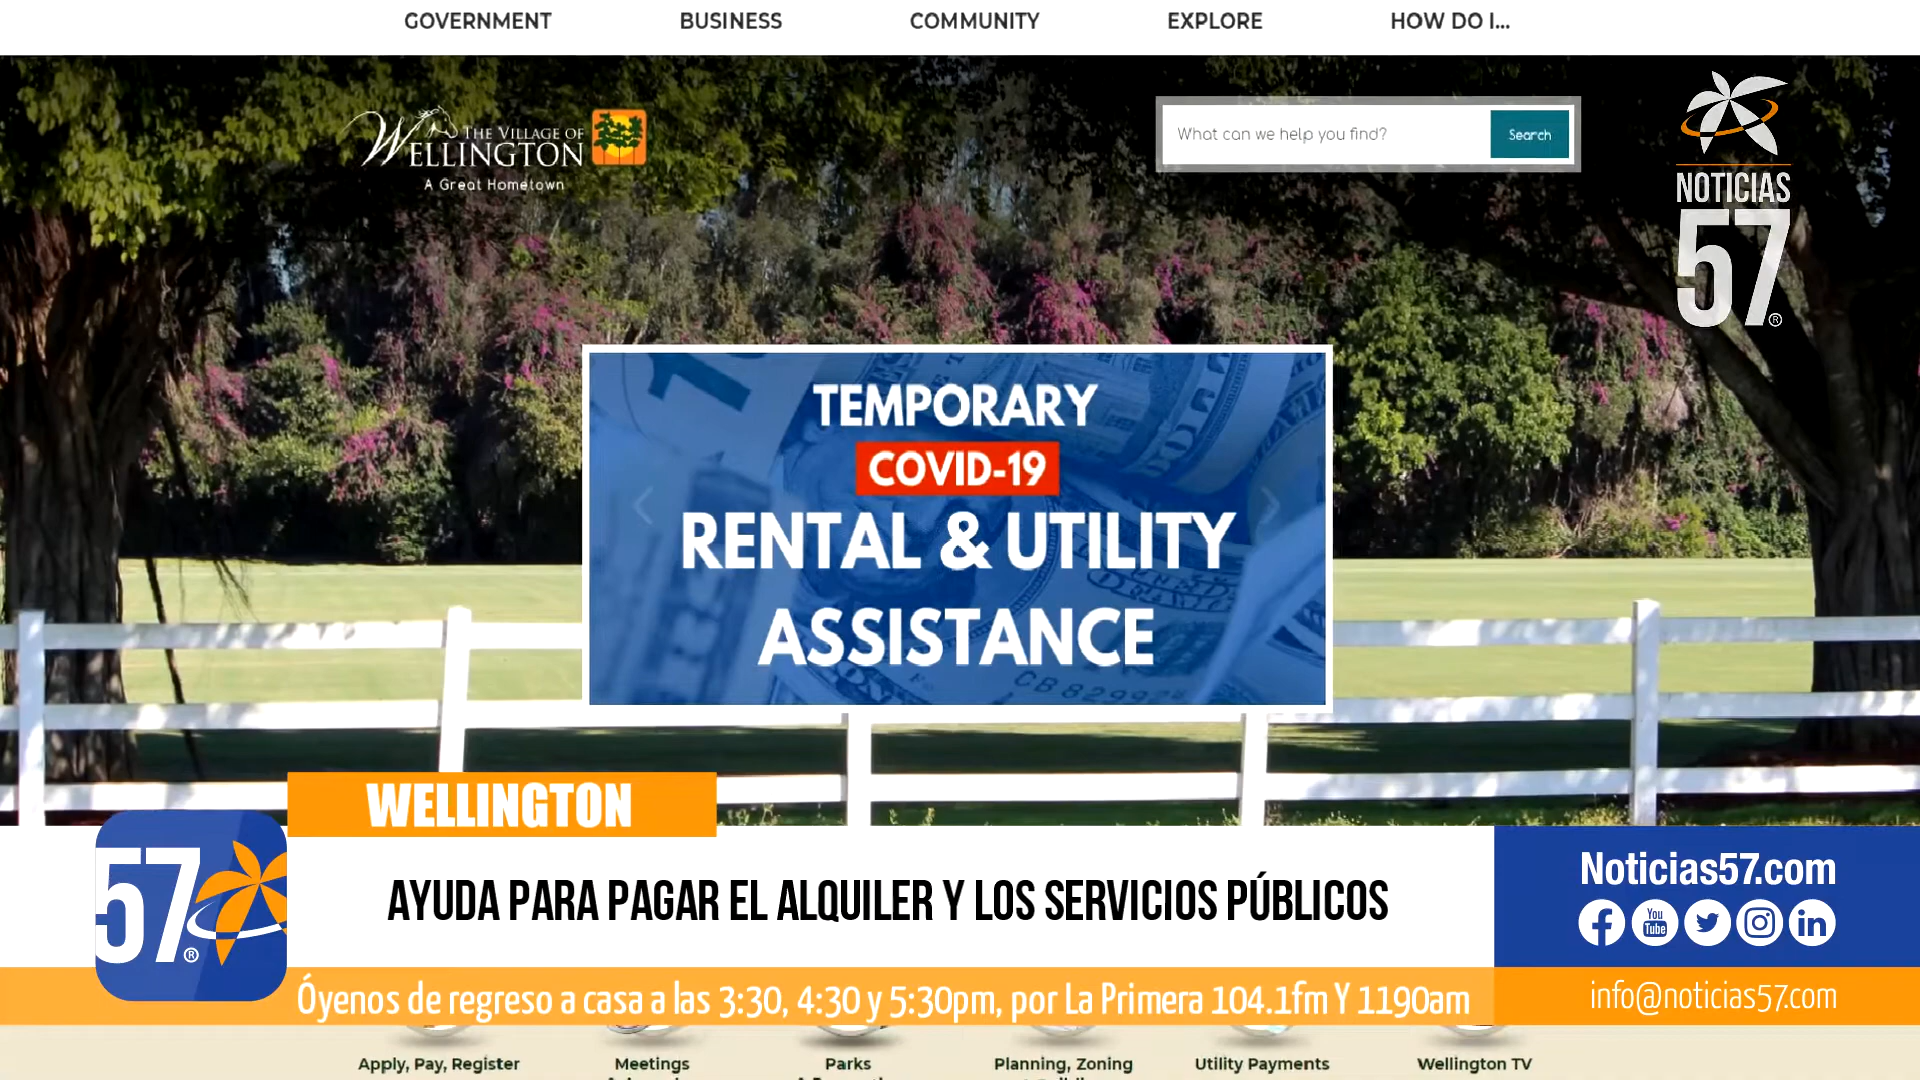 GOVERNMENT BUSINESS COMMUNITY EXPLORE HOW DO I...
THE VILLAGE OF
WELLINGTON
A Great Hometown
What can we help you find? Search
NOTICIAS
57®
TEMPORARY
COVID-19
RENTAL & UTILITY
ASSISTANCE
WELLINGTON
57®
AYUDA PARA PAGAR EL ALQUILER Y LOS SERVICIOS PÚBLICOS
Noticias57.com
You
Tube
in
Óyenos de regreso a casa a las 3:30, 4:30 y 5:30pm, por La Primera 104.1fm Y 1190am
info@noticias57.com
Apply, Pay, Register Meetings Parks Planning, Zoning Utility Payments Wellington TV